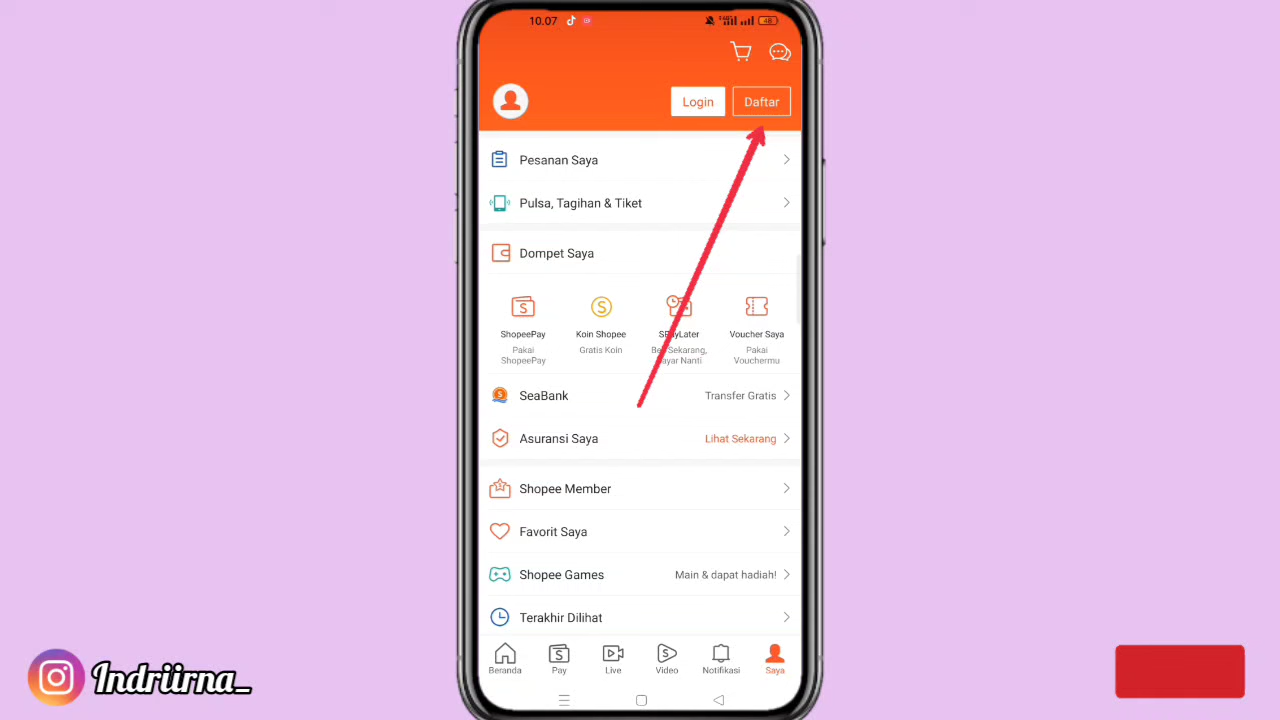 10.07
48
Login
Daftar
Pesanan Saya
Pulsa, Tagihan & Tiket
Dompet Saya
ShopeePay
Koin Shopee
SPayLater
Voucher Saya
Pakai
ShopeePay
Gratis Koin
Sekarang,
Nanti
Pakai
Vouchermu
SeaBank
Transfer Gratis
Asuransi Saya
Lihat Sekarang
Shopee Member
Favorit Saya
Shopee Games
Main & dapat hadiah!
Terakhir Dilihat
Beranda
Pay
Live
Video
Notifikasi
Saya
Indriirna_